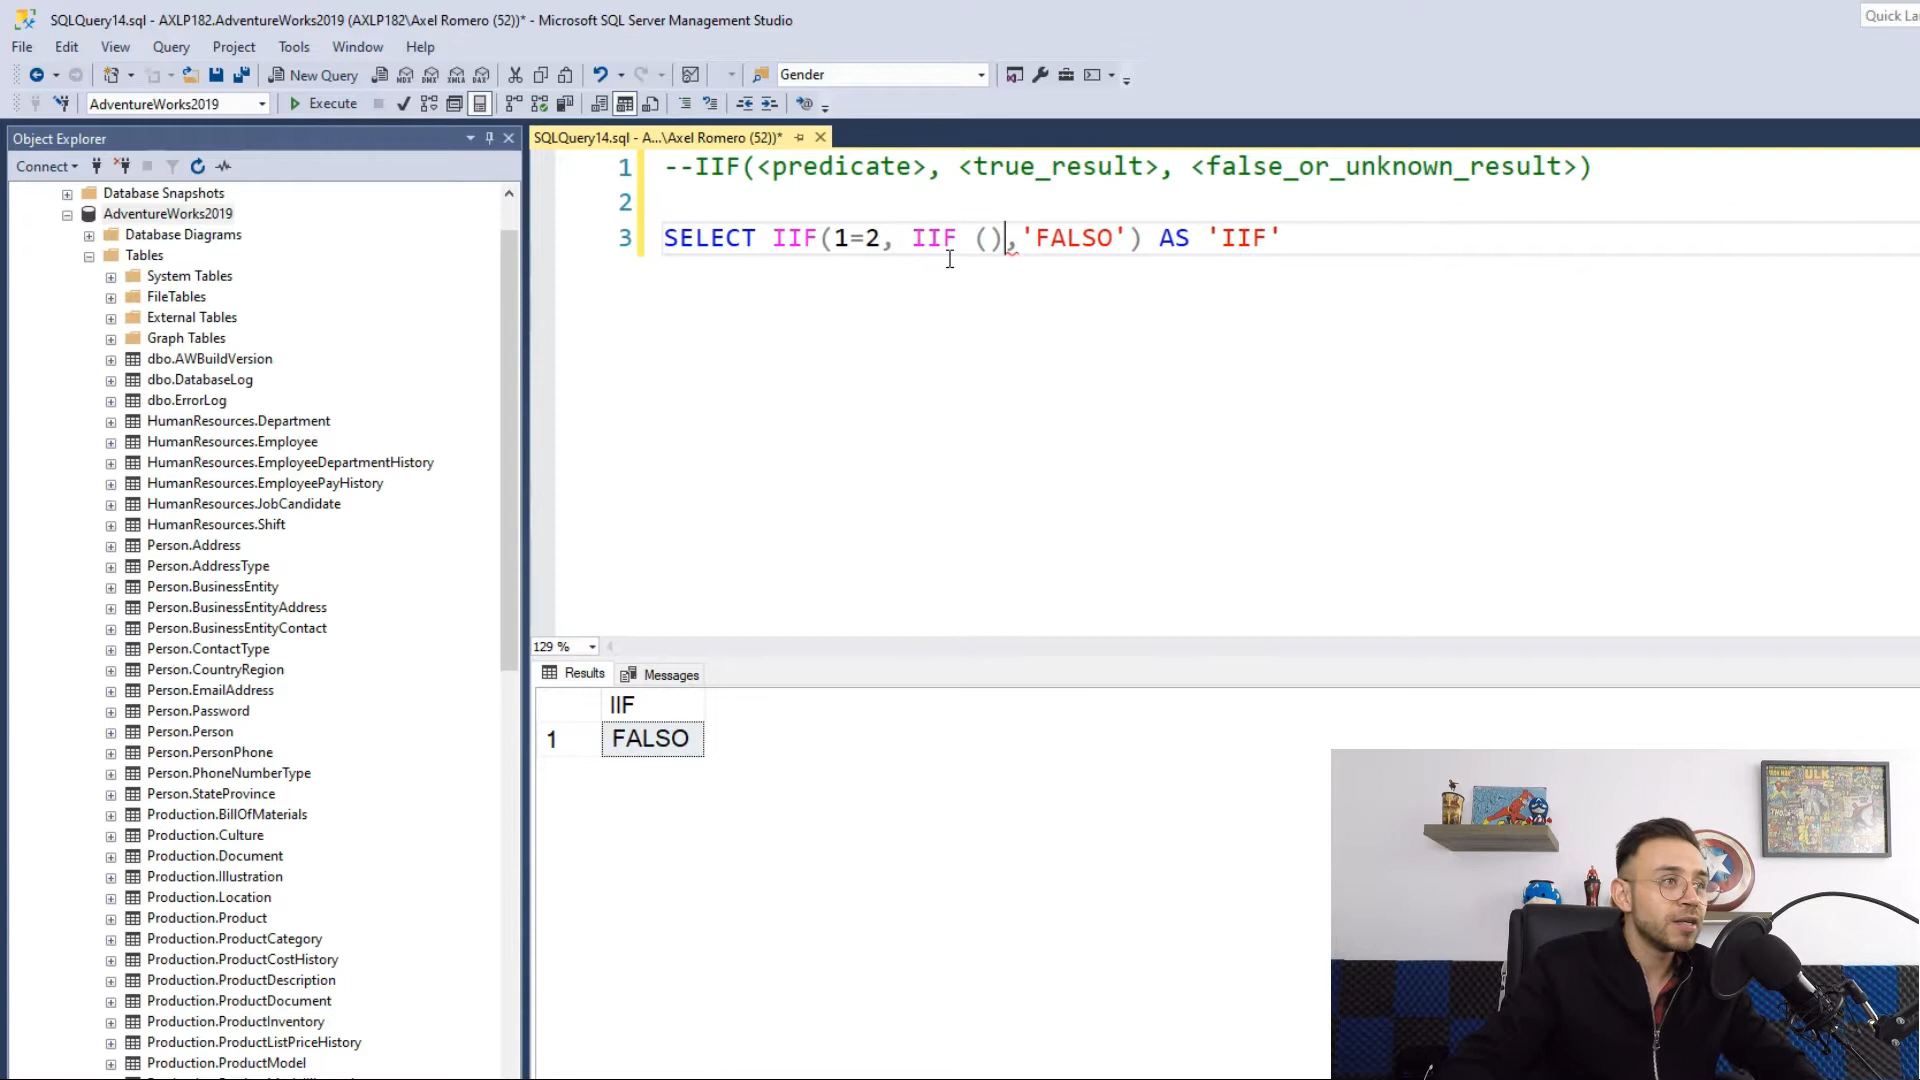 SQLQuery14.sql - AXLP182.AdventureWorks2019 (AXLP182\Axel Romero (52))* - Microsoft SQL Server Management Studio
Quick La
File Edit View Query Project Tools Window Help
New Query
Gender
AdventureWorks2019
Execute
Object Explorer
SQLQuery14.sql - A...\Axel Romero (52))*
Connect
Database Snapshots
AdventureWorks2019
Database Diagrams
Tables
System Tables
FileTables
External Tables
Graph Tables
dbo.AWBuildVersion
dbo.DatabaseLog
dbo.ErrorLog
HumanResources.Department
HumanResources.Employee
HumanResources.EmployeeDepartmentHistory
HumanResources.EmployeePayHistory
HumanResources.JobCandidate
HumanResources.Shift
Person.Address
Person.AddressType
Person.BusinessEntity
Person.BusinessEntityAddress
Person.BusinessEntityContact
Person.ContactType
Person.CountryRegion
Person.EmailAddress
Person.Password
Person.Person
Person.PersonPhone
Person.PhoneNumberType
Person.StateProvince
Production.BillOfMaterials
Production.Culture
Production.Document
Production.Illustration
Production.Location
Production.Product
Production.ProductCategory
Production.ProductCostHistory
Production.ProductDescription
Production.ProductDocument
Production.ProductInventory
Production.ProductListPriceHistory
Production.ProductModel
1 --IIF(<predicate>, <true_result>, <false_or_unknown_result>)
2
3 SELECT IIF(1=2, IIF (),'FALSO') AS 'IIF'
129 %
Results Messages
IIF
1 FALSO
HULK